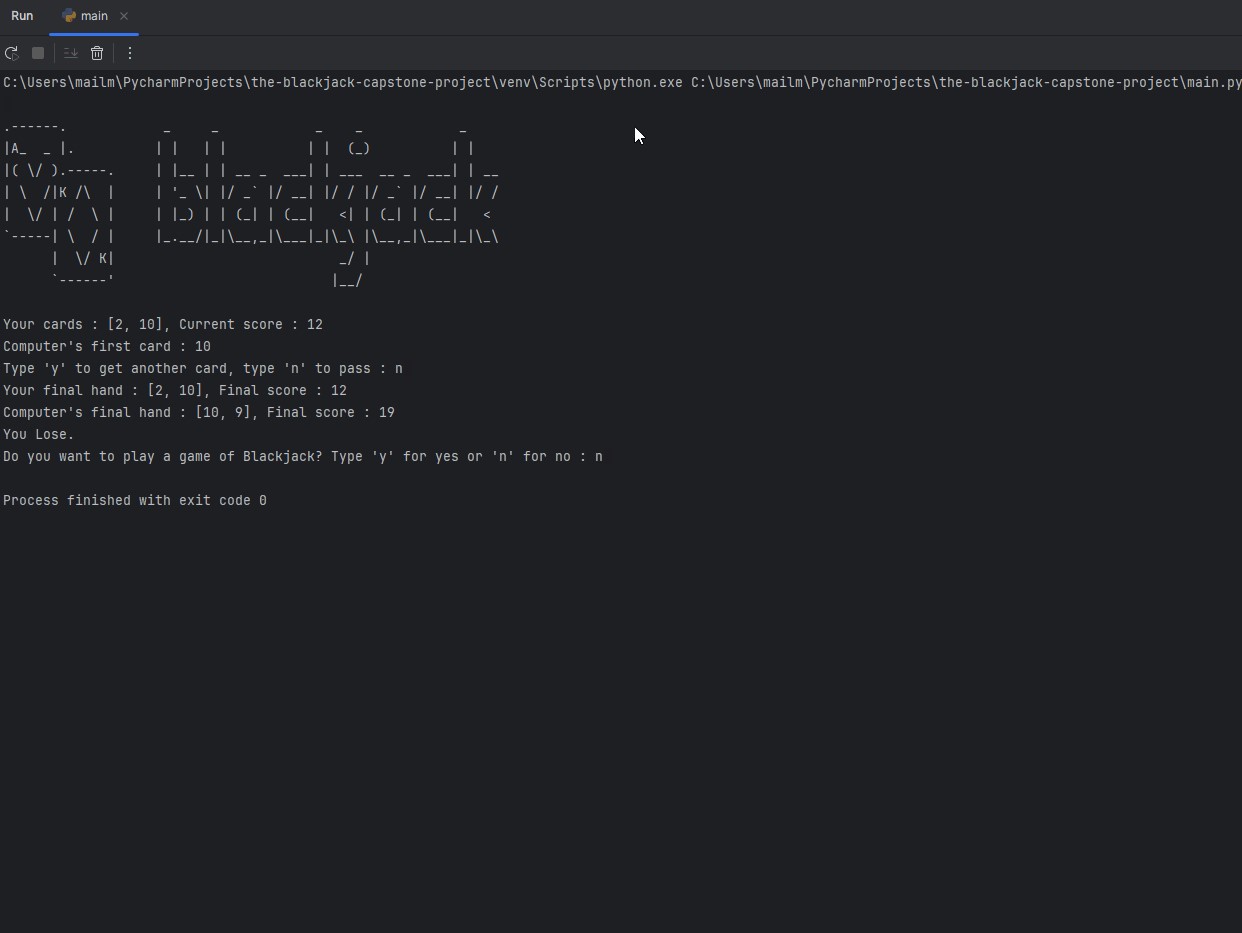 Run main
C:\Users\mailm\PycharmProjects\the-blackjack-capstone-project\venv\Scripts\python.exe C:\Users\mailm\PycharmProjects\the-blackjack-capstone-project\main.py
.------.            _     _            _    _            _
|A_  _ |.          | |   | |          | |  (_)          | |
|( \/ ).-----.     | |__ | | __ _  ___| | ___  __ _  ___| | __
| \  /|K /\  |     | '_ \| |/ _` |/ __| |/ / |/ _` |/ __| |/ /
|  \/ | /  \ |     | |_) | | (_| | (__|   <| | (_| | (__|   <
`-----| \  / |     |_.__/|_|\__,_|\___|_|\_\ |\__,_|\___|_|\_\
      |  \/ K|                            _/ |
      `------'                           |__/
Your cards : [2, 10], Current score : 12
Computer's first card : 10
Type 'y' to get another card, type 'n' to pass : n
Your final hand : [2, 10], Final score : 12
Computer's final hand : [10, 9], Final score : 19
You Lose.
Do you want to play a game of Blackjack? Type 'y' for yes or 'n' for no : n
Process finished with exit code 0